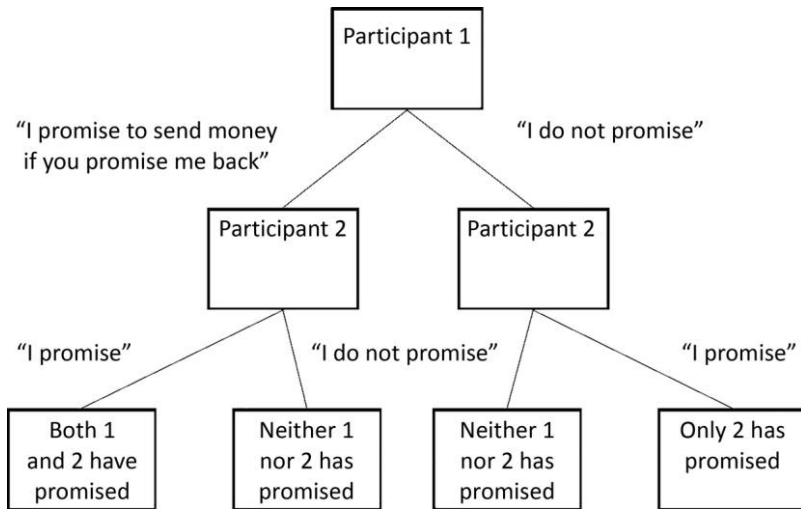 Participant 1
“I promise to send money
if you promise me back”
“I do not promise”
Participant 2
Participant 2
“I promise”
“I do not promise”
“I promise”
Both 1
and 2 have
promised
Neither 1
nor 2 has
promised
Neither 1
nor 2 has
promised
Only 2 has
promised